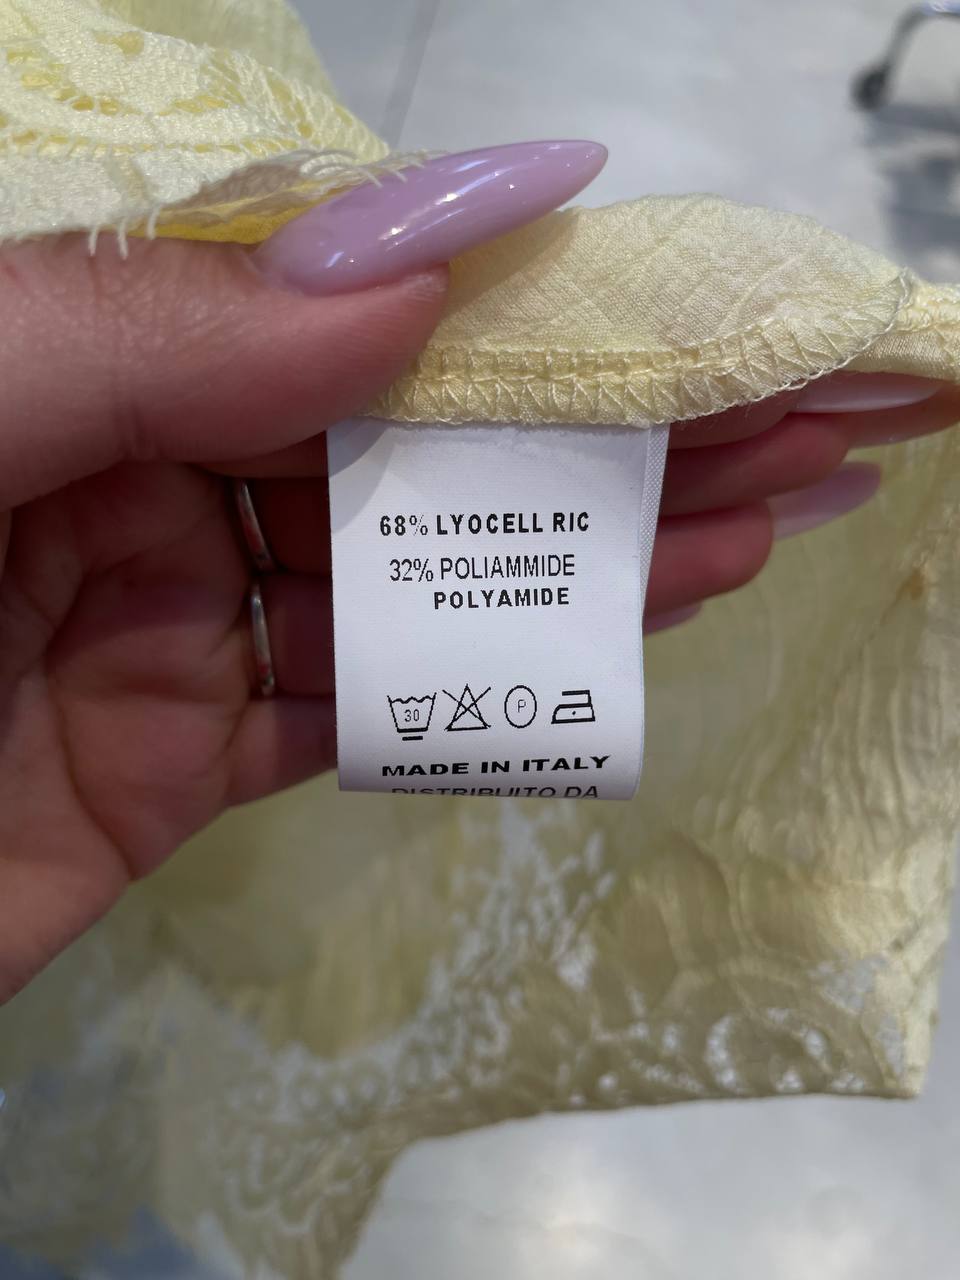 68% LYOCELL RIC
32% POLIAMMIDE
POLYAMIDE
30 P
MADE IN ITALY
DISTRIBUITO DA